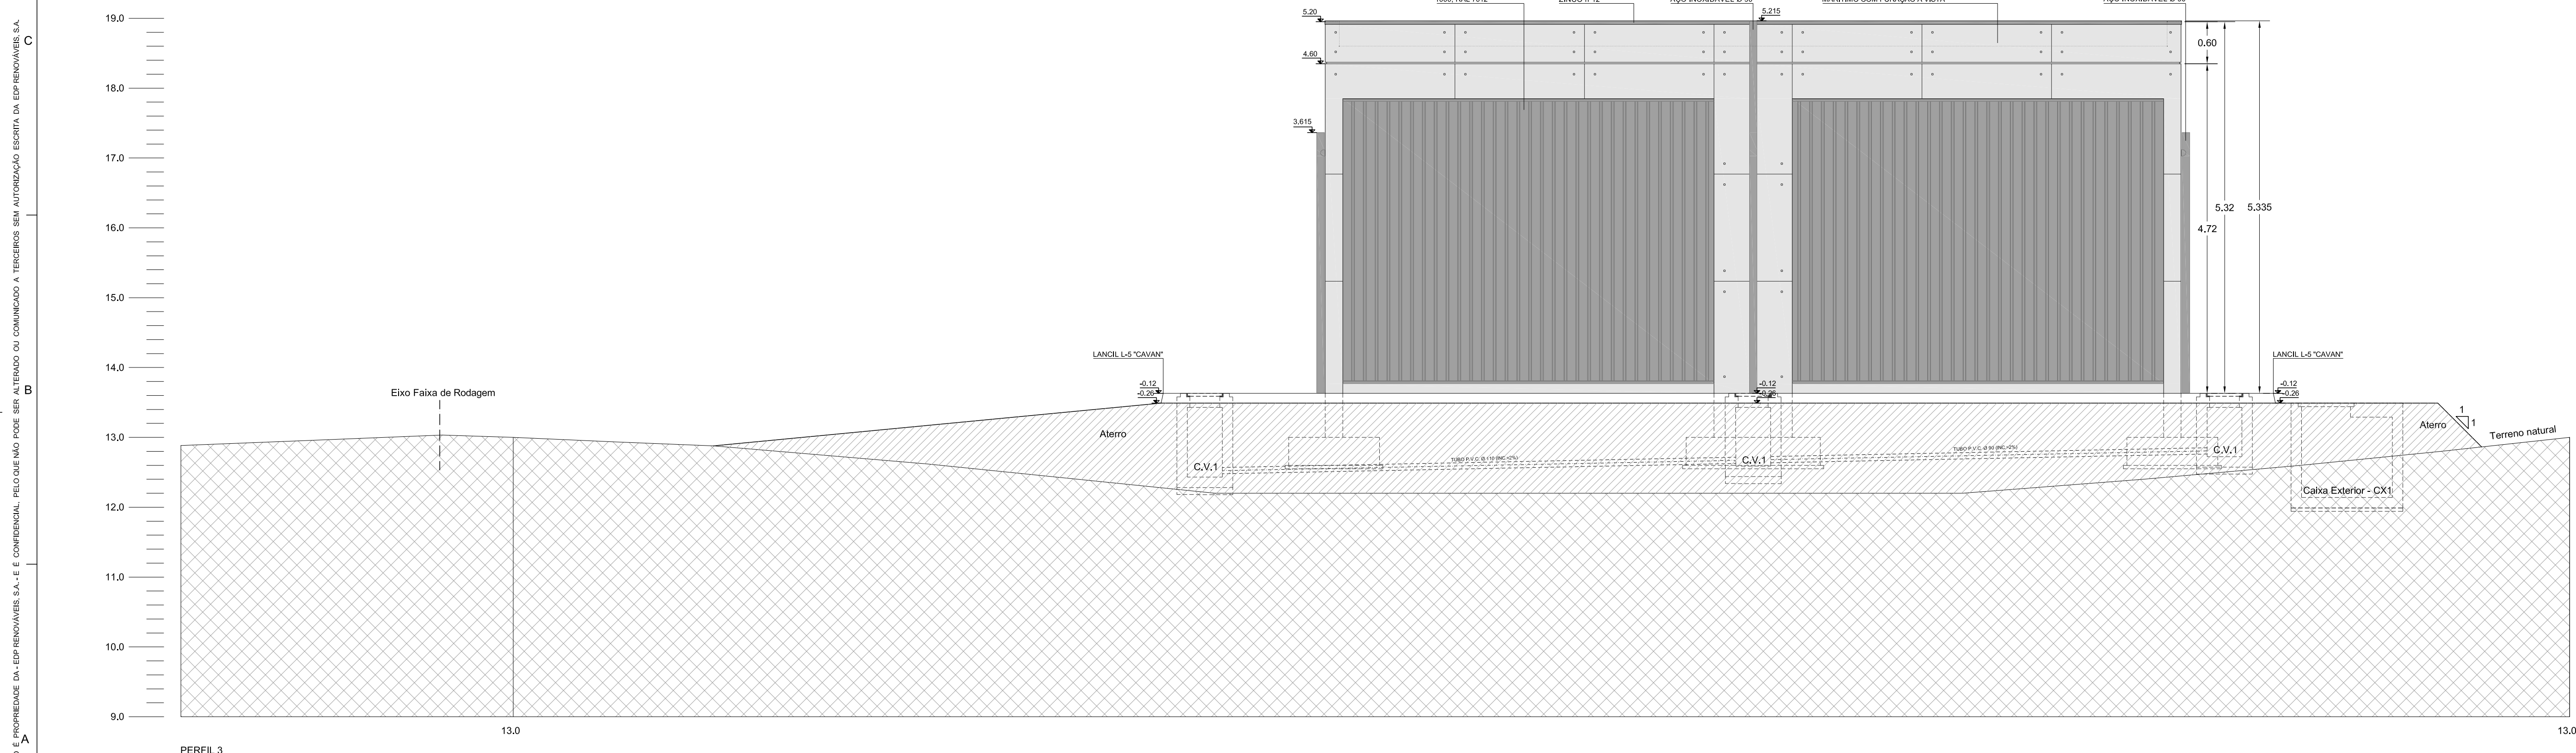 19.0
18.0
17.0
16.0
15.0
14.0
13.0
12.0
11.0
10.0
9.0
C
B
A
É PROPRIEDADE DA - EDP RENOVÁVEIS, S.A. - E É CONFIDENCIAL, PELO QUE NÃO PODE SER ALTERADO OU COMUNICADO A TERCEIROS SEM AUTORIZAÇÃO ESCRITA DA EDP RENOVÁVEIS, S.A.
5.20
4.60
3.615
5.215
0.60
5.32
5.335
4.72
LANCIL L-5 "CAVAN"
LANCIL L-5 "CAVAN"
-0.12
-0.26
-0.12
-0.26
-0.12
-0.26
Eixo Faixa de Rodagem
Aterro
Aterro
1
1
Terreno natural
C.V.1
C.V.1
C.V.1
Caixa Exterior - CX1
13.0
13.0
PERFIL 3